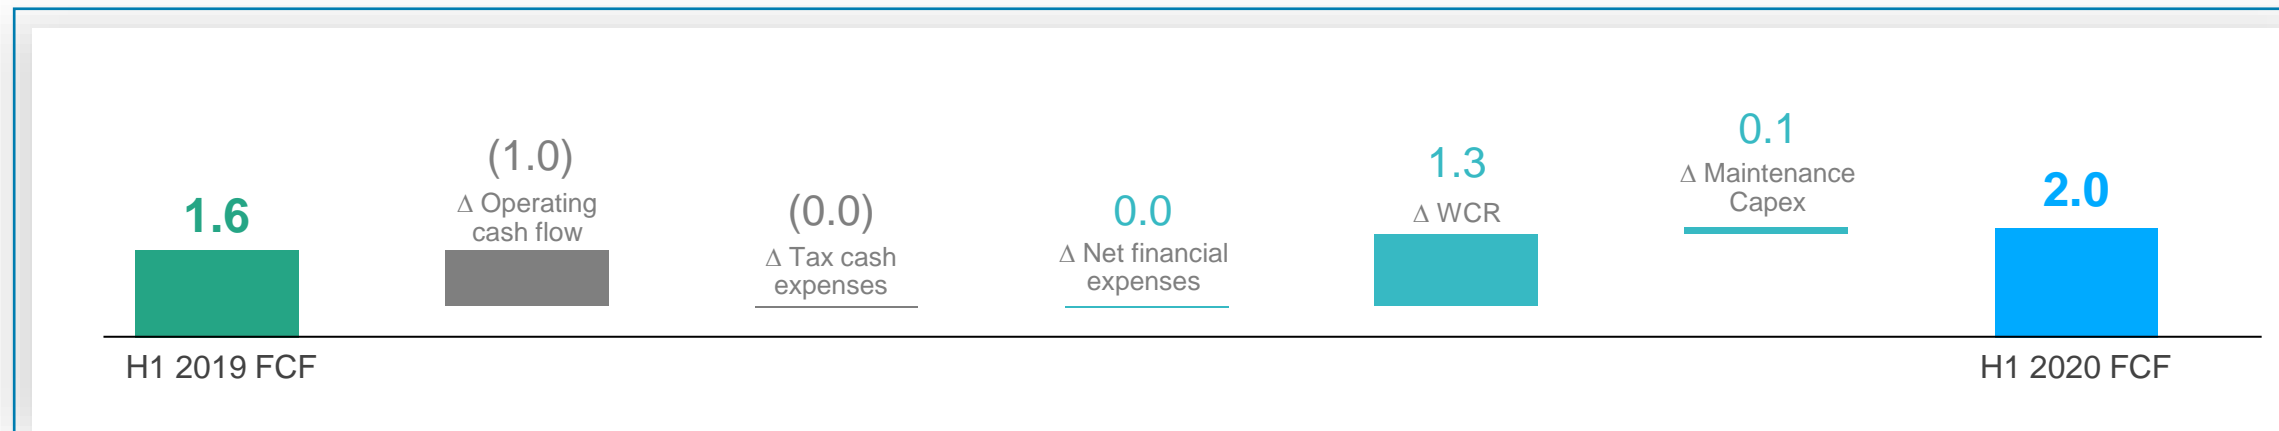 1.6
H1 2019 FCF
(1.0)
Δ Operating
cash flow
(0.0)
Δ Tax cash
expenses
0.0
Δ Net financial
expenses
1.3
Δ WCR
0.1
Δ Maintenance
Capex
2.0
H1 2020 FCF